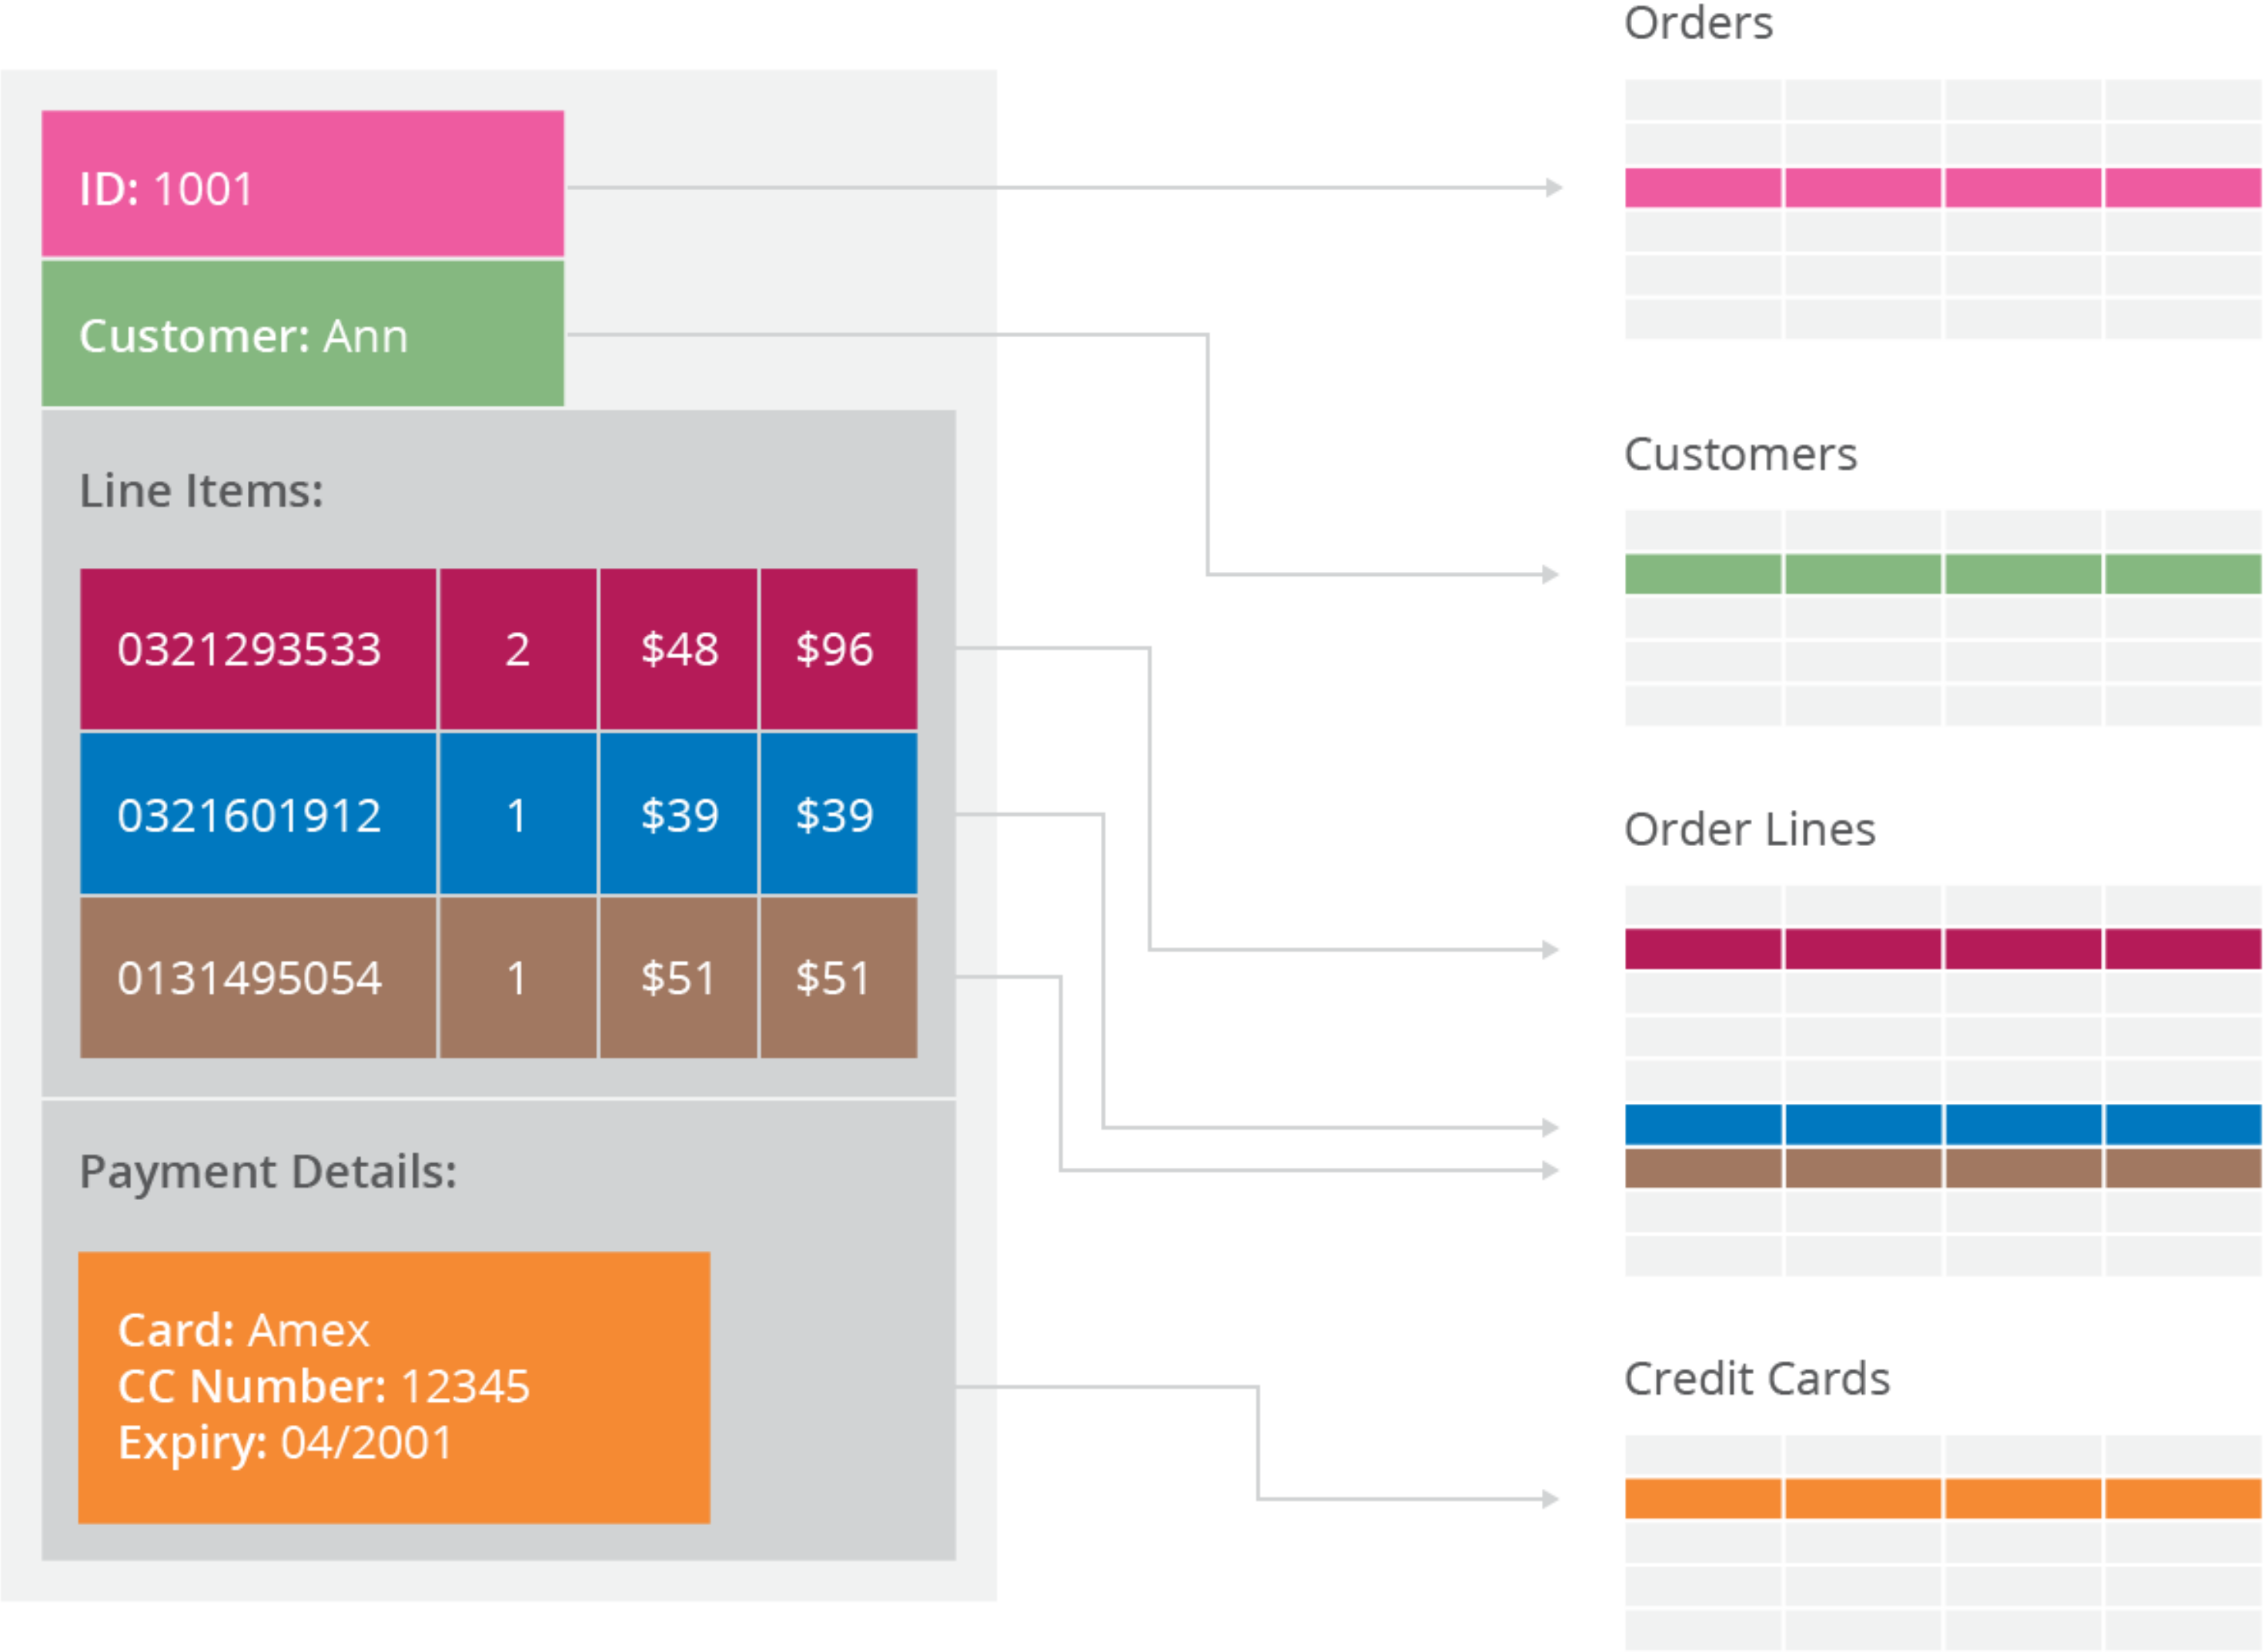 ID: 1001
Customer: Ann
Line Items:
0321293533 2 $48 $96
0321601912 1 $39 $39
0131495054 1 $51 $51
Payment Details:
Card: Amex
CC Number: 12345
Expiry: 04/2001
Orders
Customers
Order Lines
Credit Cards